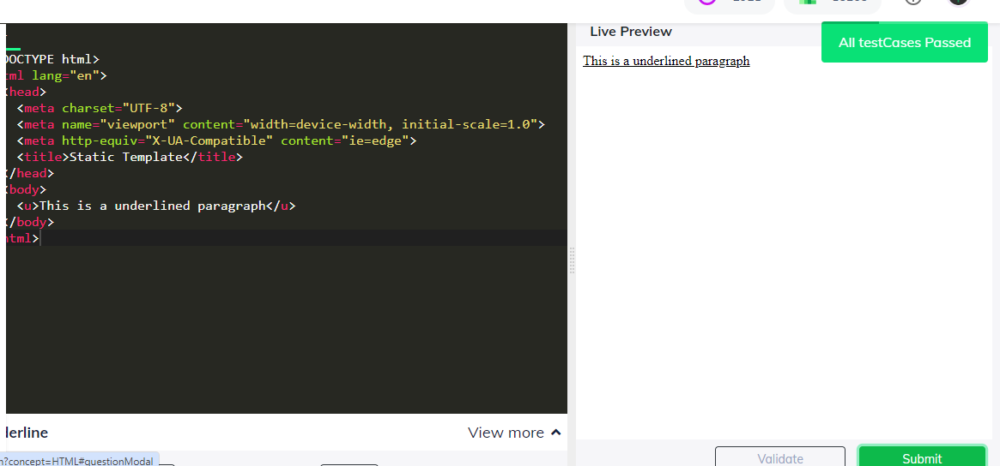 Live Preview
All testCases Passed
This is a underlined paragraph
DOCTYPE html>
tml lang="en">
<head>
<meta charset="UTF-8">
<meta name="viewport" content="width=device-width, initial-scale=1.0">
<meta http-equiv="X-UA-Compatible" content="ie=edge">
<title>Static Template</title>
</head>
<body>
<u>This is a underlined paragraph</u>
</body>
html>
lerline
View more
n?concept=HTML#questionModal
Validate
Submit